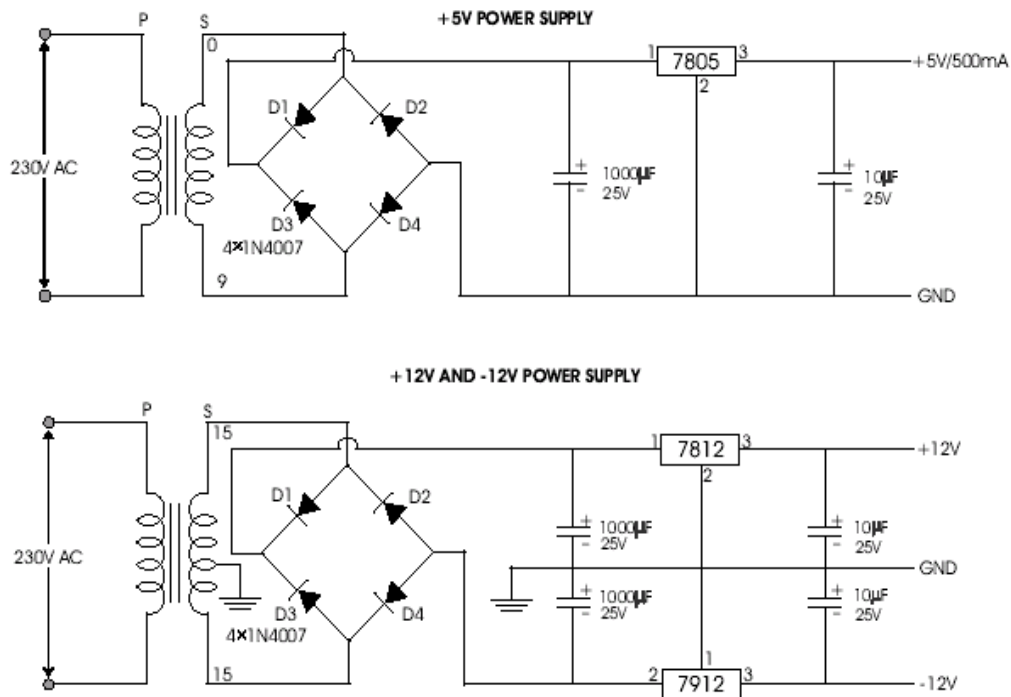 +5V POWER SUPPLY
P
S
0
1
7805
3
+5V/500mA
2
D1
D2
230V AC
+
1000µF
-
25V
+
10µF
-
25V
D3
D4
4×1N4007
9
GND
+12V AND -12V POWER SUPPLY
P
S
15
1
7812
3
+12V
2
D1
D2
+
1000µF
-
25V
+
10µF
-
25V
230V AC
GND
+
1000µF
-
25V
+
10µF
-
25V
D3
D4
4×1N4007
15
1
2
7912
3
-12V